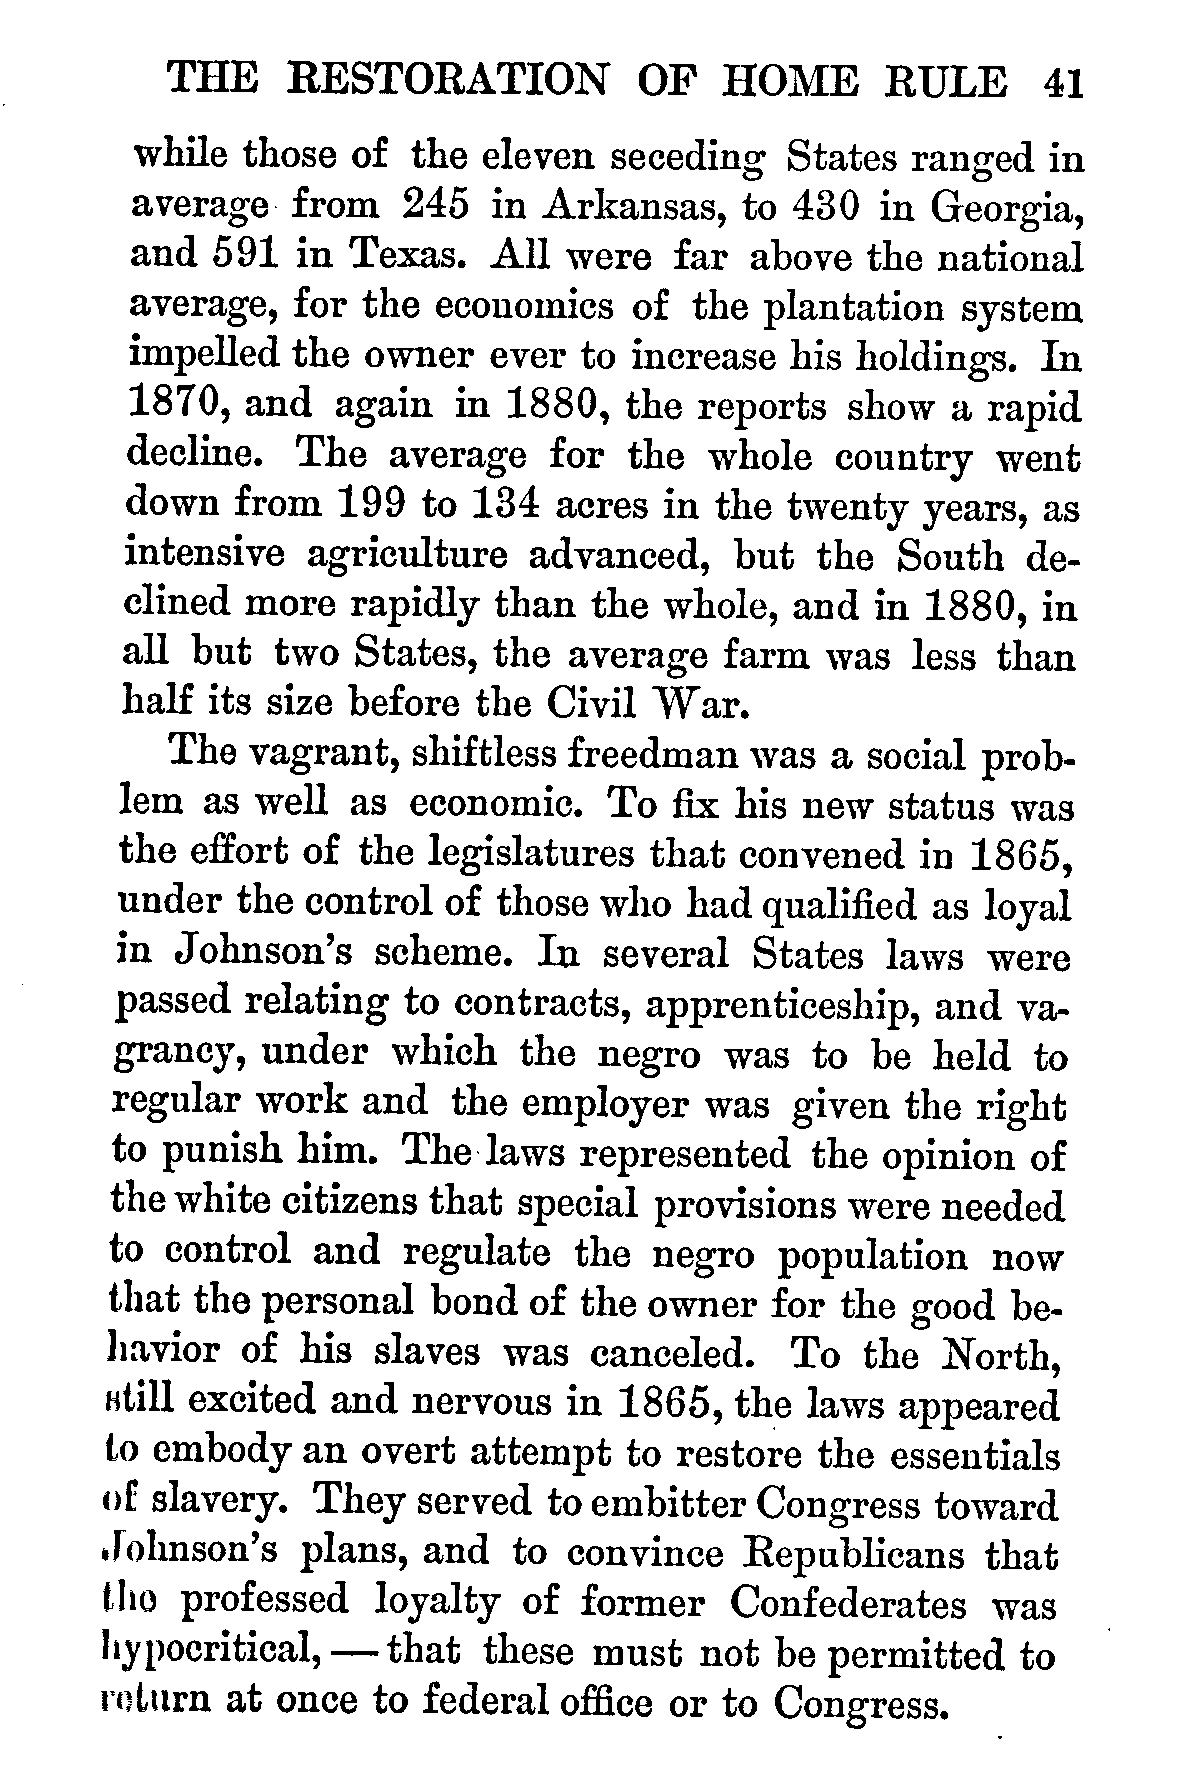 THE RESTORATION OF HOME RULE 41
while those of the eleven seceding States ranged in
average from 245 in Arkansas, to 430 in Georgia,
and 591 in Texas. All were far above the national
average, for the economics of the plantation system
impelled the owner ever to increase his holdings. In
1870, and again in 1880, the reports show a rapid
decline. The average for the whole country went
down from 199 to 134 acres in the twenty years, as
intensive agriculture advanced, but the South de-
clined more rapidly than the whole, and in 1880, in
all but two States, the average farm was less than
half its size before the Civil War.
The vagrant, shiftless freedman was a social prob-
lem as well as economic. To fix his new status was
the effort of the legislatures that convened in 1865,
under the control of those who had qualified as loyal
in Johnson's scheme. In several States laws were
passed relating to contracts, apprenticeship, and va-
grancy, under which the negro was to be held to
regular work and the employer was given the right
to punish him. The laws represented the opinion of
the white citizens that special provisions were needed
to control and regulate the negro population now
that the personal bond of the owner for the good be-
havior of his slaves was canceled. To the North,
still excited and nervous in 1865, the laws appeared
to embody an overt attempt to restore the essentials
of slavery. They served to embitter Congress toward
Johnson's plans, and to convince Republicans that
the professed loyalty of former Confederates was
hypocritical, — that these must not be permitted to
return at once to federal office or to Congress.